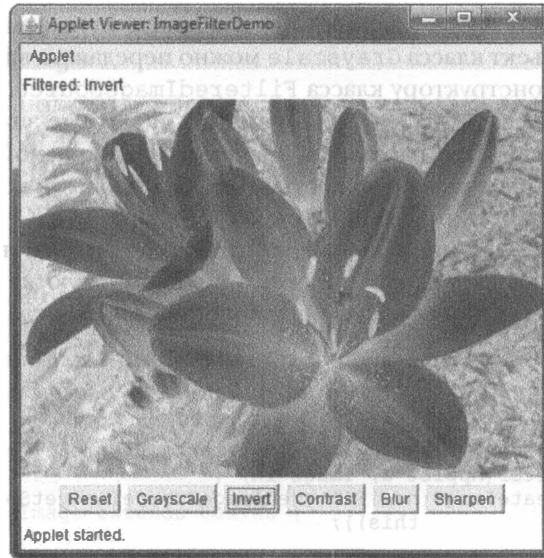 Applet Viewer: ImageFilterDemo
Applet
Filtered: Invert
Reset Grayscale Invert Contrast Blur Sharpen
Applet started.